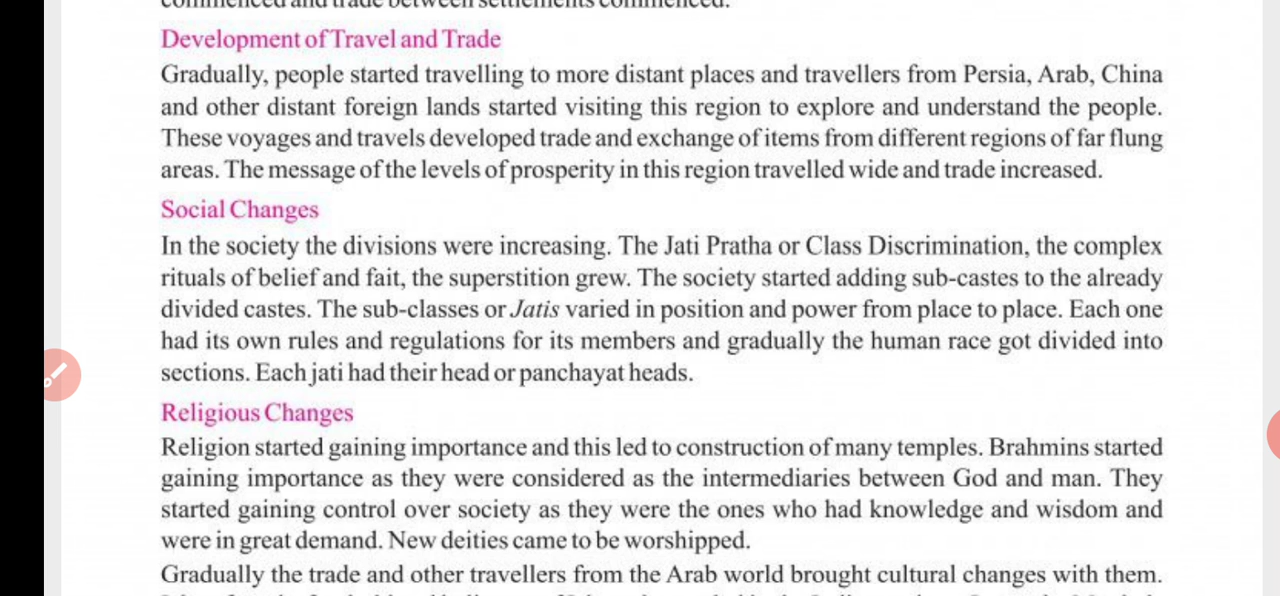 commenced and trade between settlements commenced.
Development of Travel and Trade
Gradually, people started travelling to more distant places and travellers from Persia, Arab, China
and other distant foreign lands started visiting this region to explore and understand the people.
These voyages and travels developed trade and exchange of items from different regions of far flung
areas. The message of the levels of prosperity in this region travelled wide and trade increased.
Social Changes
In the society the divisions were increasing. The Jati Pratha or Class Discrimination, the complex
rituals of belief and fait, the superstition grew. The society started adding sub-castes to the already
divided castes. The sub-classes or Jatis varied in position and power from place to place. Each one
had its own rules and regulations for its members and gradually the human race got divided into
sections. Each jati had their head or panchayat heads.
Religious Changes
Religion started gaining importance and this led to construction of many temples. Brahmins started
gaining importance as they were considered as the intermediaries between God and man. They
started gaining control over society as they were the ones who had knowledge and wisdom and
were in great demand. New deities came to be worshipped.
Gradually the trade and other travellers from the Arab world brought cultural changes with them.